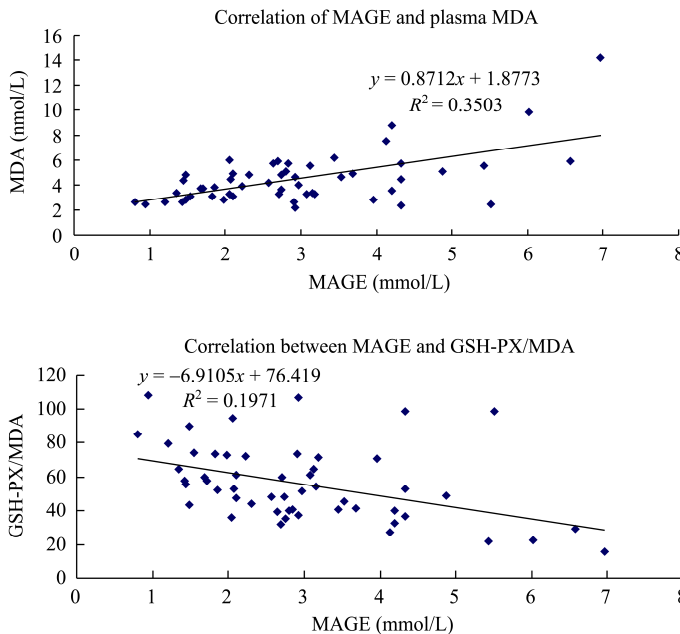 Correlation of MAGE and plasma MDA
16
14
12
10
8
6
4
2
0
MDA (nmol/L)
y = 0.8712x + 1.8773
R² = 0.3503
1 2 3 4 5 6 7 8
MAGE (mmol/L)
Correlation between MAGE and GSH-PX/MDA
120
100
80
60
40
20
0
GSH-PX/MDA
y = –6.9105x + 76.419
R² = 0.1971
0 1 2 3 4 5 6 7 8
MAGE (mmol/L)